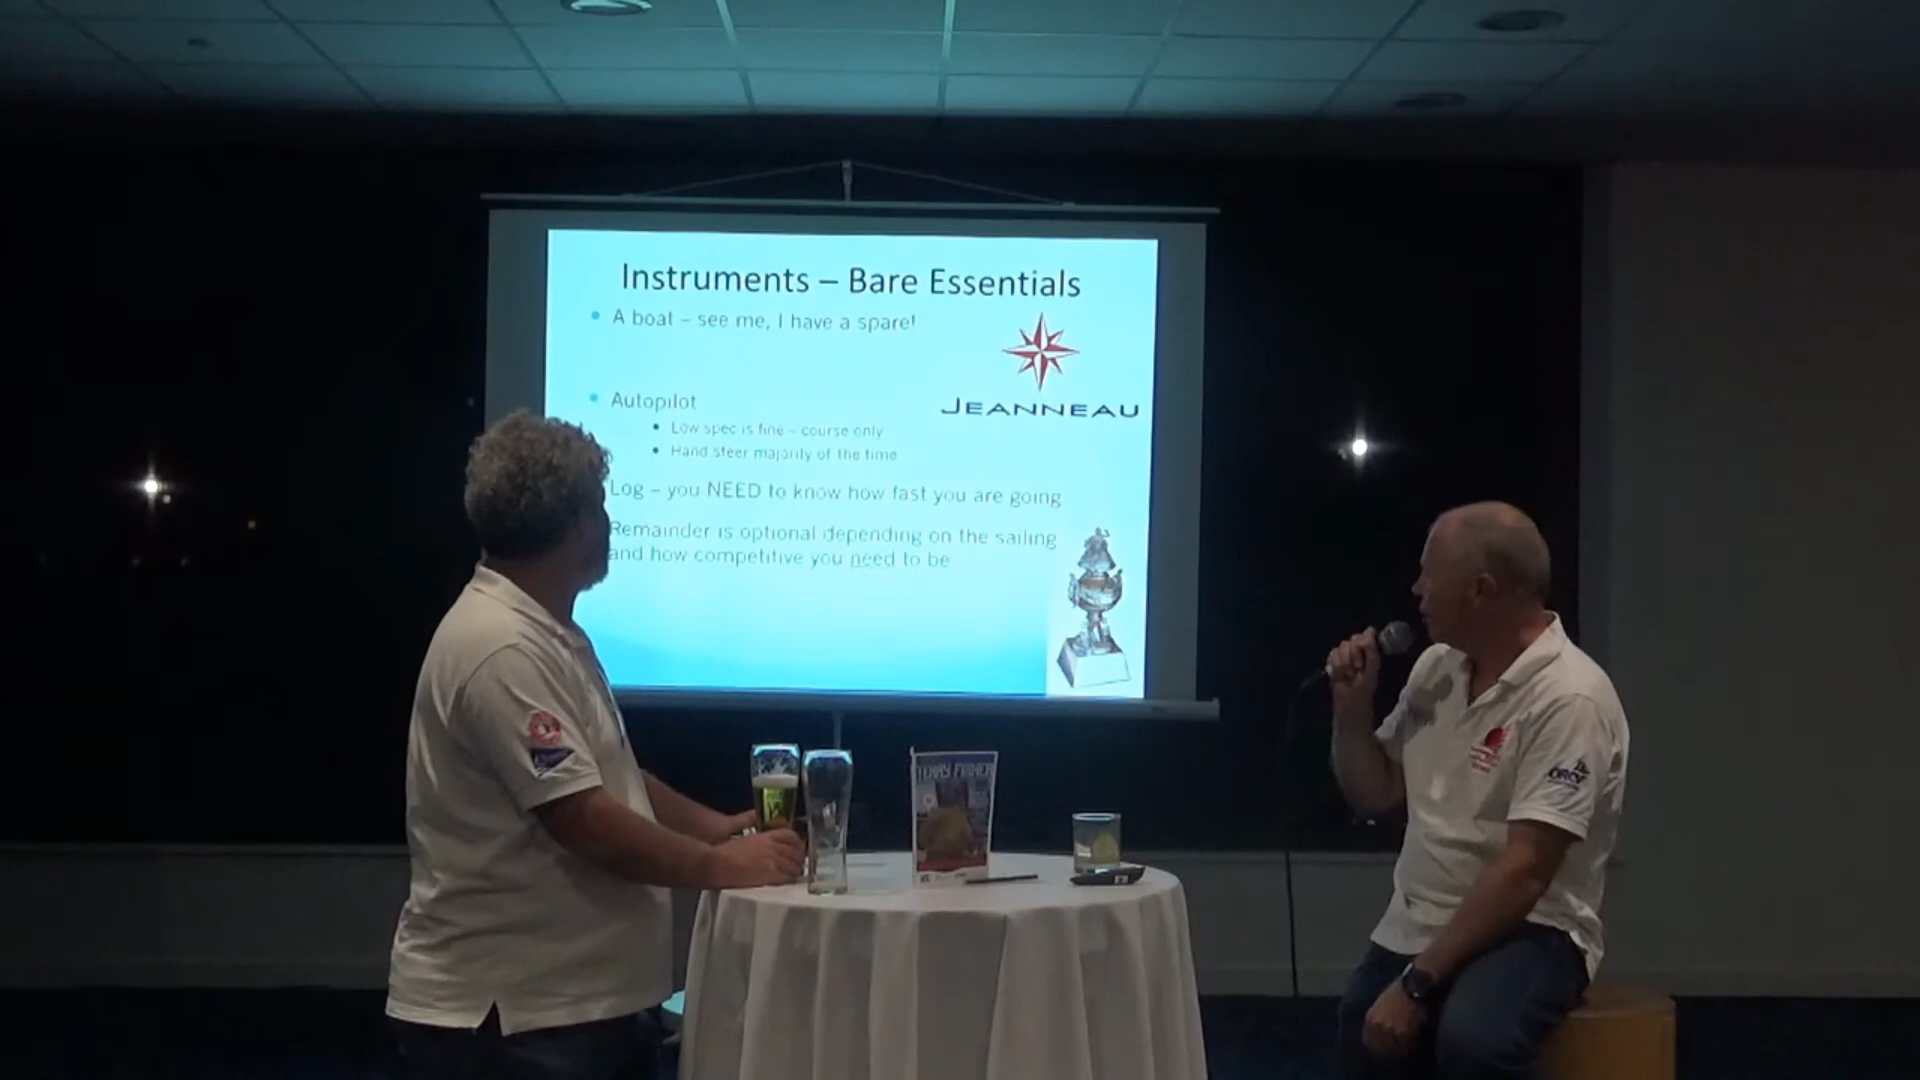 Instruments – Bare Essentials
A boat – see me, I have a spare!
JEANNEAU
Autopilot
Low spec is fine – course only
Hand steer majority of the time
Log – you NEED to know how fast you are going
Remainder is optional depending on the sailing
and how competitive you need to be
TERRY FISHER
ORCV